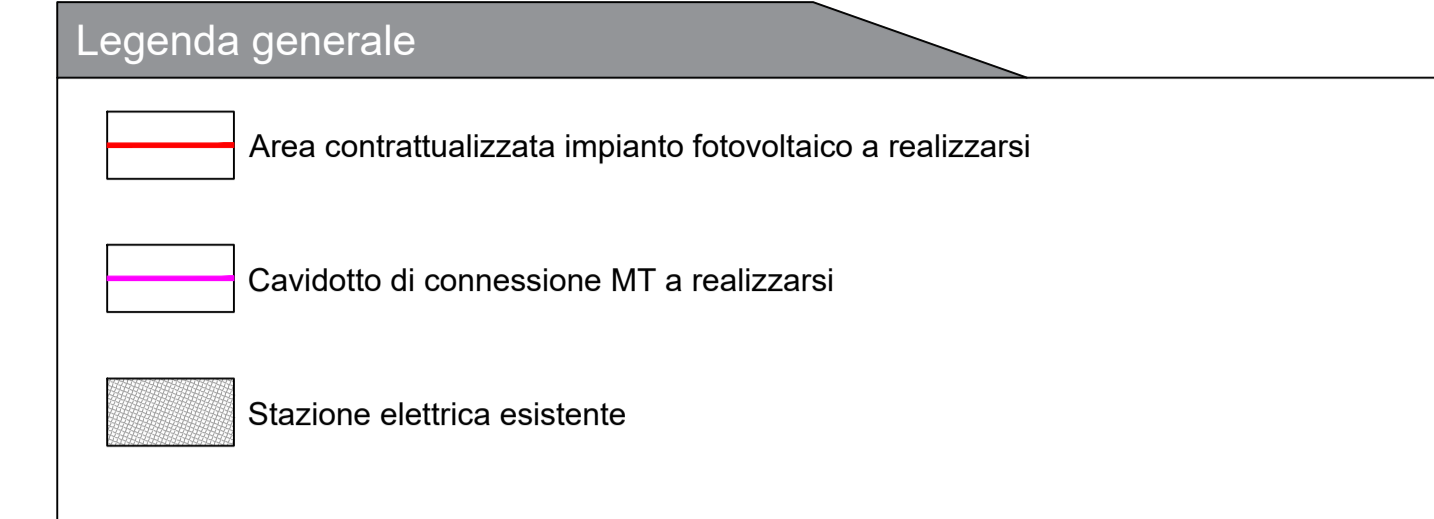 Legenda generale
Area contrattualizzata impianto fotovoltaico a realizzarsi
Cavidotto di connessione MT a realizzarsi
Stazione elettrica esistente